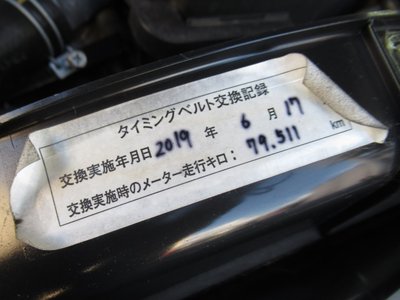 タイミングベルト交換記録
交換実施年月日 2019 年 6 月 17
交換実施時のメーター走行キロ： 79.511 km